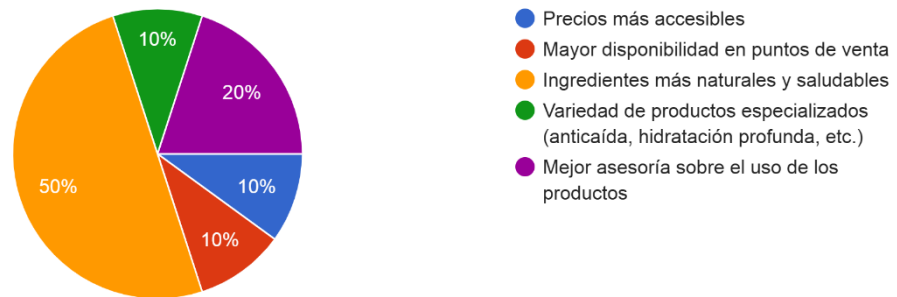 10%
20%
50%
10%
10%
Precios más accesibles
Mayor disponibilidad en puntos de venta
Ingredientes más naturales y saludables
Variedad de productos especializados
(anticaída, hidratación profunda, etc.)
Mejor asesoría sobre el uso de los
productos